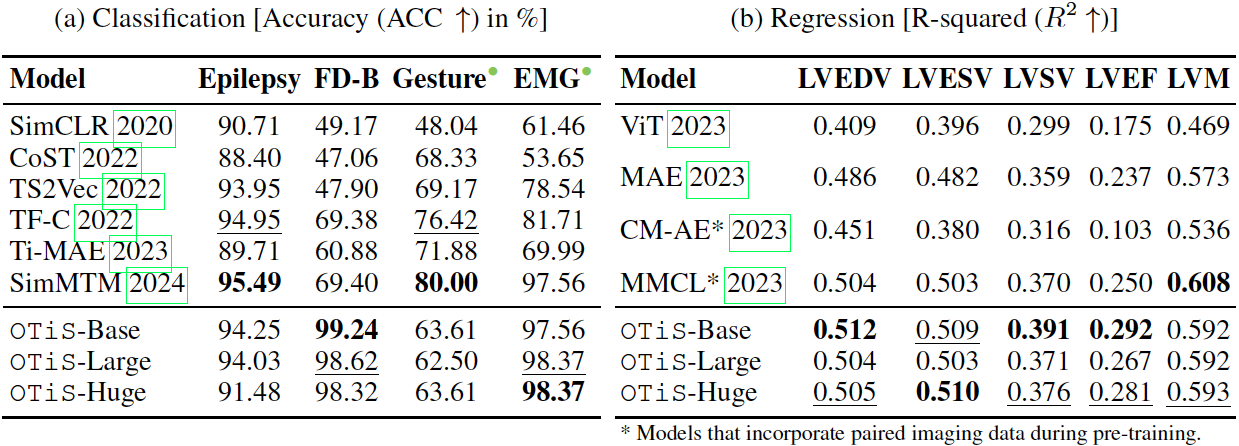 (a) Classification [Accuracy (ACC ↑) in %]
Model Epilepsy FD-B Gesture• EMG•
SimCLR 2020 90.71 49.17 48.04 61.46
CoST 2022 88.40 47.06 68.33 53.65
TS2Vec 2022 93.95 47.90 69.17 78.54
TF-C 2022 94.95 69.38 76.42 81.71
Ti-MAE 2023 89.71 60.88 71.88 69.99
SimMTM 2024 95.49 69.40 80.00 97.56
OTiS-Base 94.25 99.24 63.61 97.56
OTiS-Large 94.03 98.62 62.50 98.37
OTiS-Huge 91.48 98.32 63.61 98.37
(b) Regression [R-squared (R² ↑)]
Model LVEDV LVESV LVSV LVEF LVM
ViT 2023 0.409 0.396 0.299 0.175 0.469
MAE 2023 0.486 0.482 0.359 0.237 0.573
CM-AE* 2023 0.451 0.380 0.316 0.103 0.536
MMCL* 2023 0.504 0.503 0.370 0.250 0.608
OTiS-Base 0.512 0.509 0.391 0.292 0.592
OTiS-Large 0.504 0.503 0.371 0.267 0.592
OTiS-Huge 0.505 0.510 0.376 0.281 0.593
* Models that incorporate paired imaging data during pre-training.